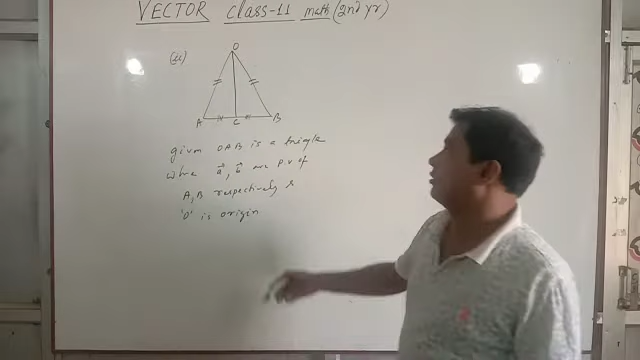 VECTOR Class-11 math (2nd yr)
(ii)
O
A C B
given OAB is a triangle
where a⃗, b⃗ are P.V of
A, B respectively &
'O' is origin